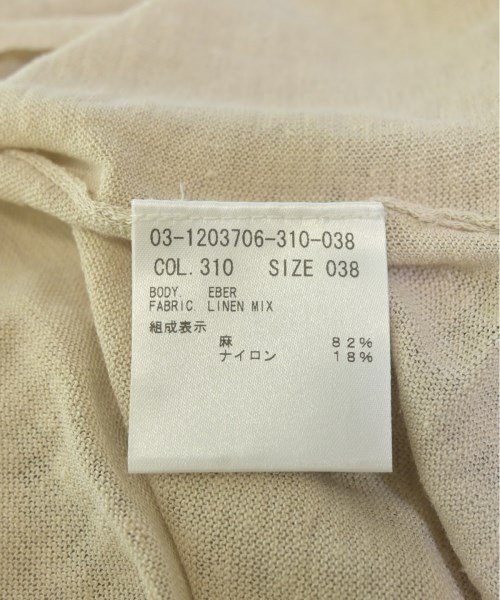 03-1203706-310-038
COL.310 SIZE 038
BODY. EBER
FABRIC. LINEN MIX
組成表示
麻 82%
ナイロン 18%